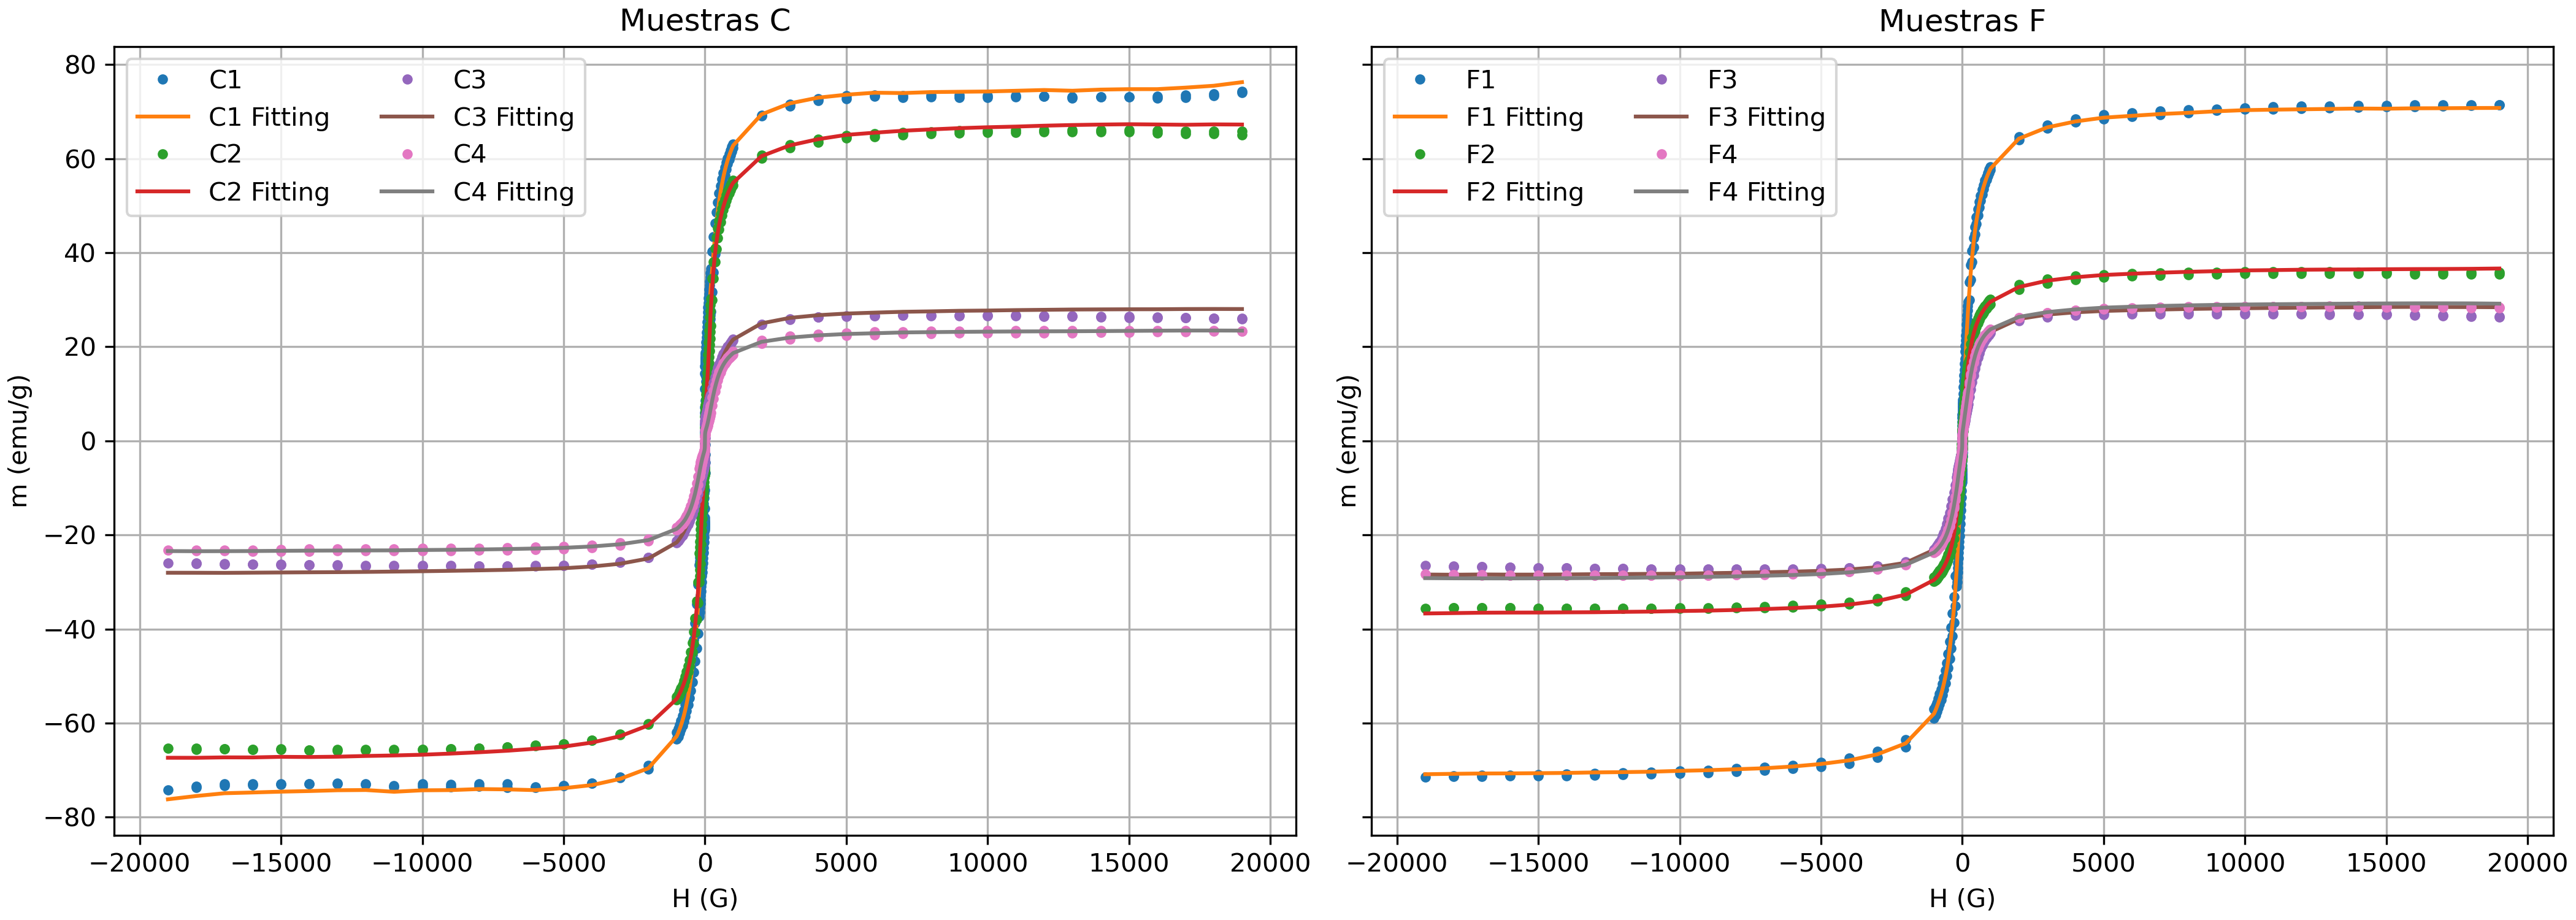 Muestras C
80
60
40
20
0
−20
−40
−60
−80
m (emu/g)
C1
C1 Fitting
C2
C2 Fitting
C3
C3 Fitting
C4
C4 Fitting
−20000 −15000 −10000 −5000 0 5000 10000 15000 20000
H (G)
Muestras F
m (emu/g)
F1
F1 Fitting
F2
F2 Fitting
F3
F3 Fitting
F4
F4 Fitting
−20000 −15000 −10000 −5000 0 5000 10000 15000 20000
H (G)